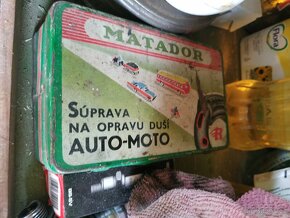 MATADOR
SÚPRAVA
NA OPRAVU DUŠÍ
AUTO-MOTO